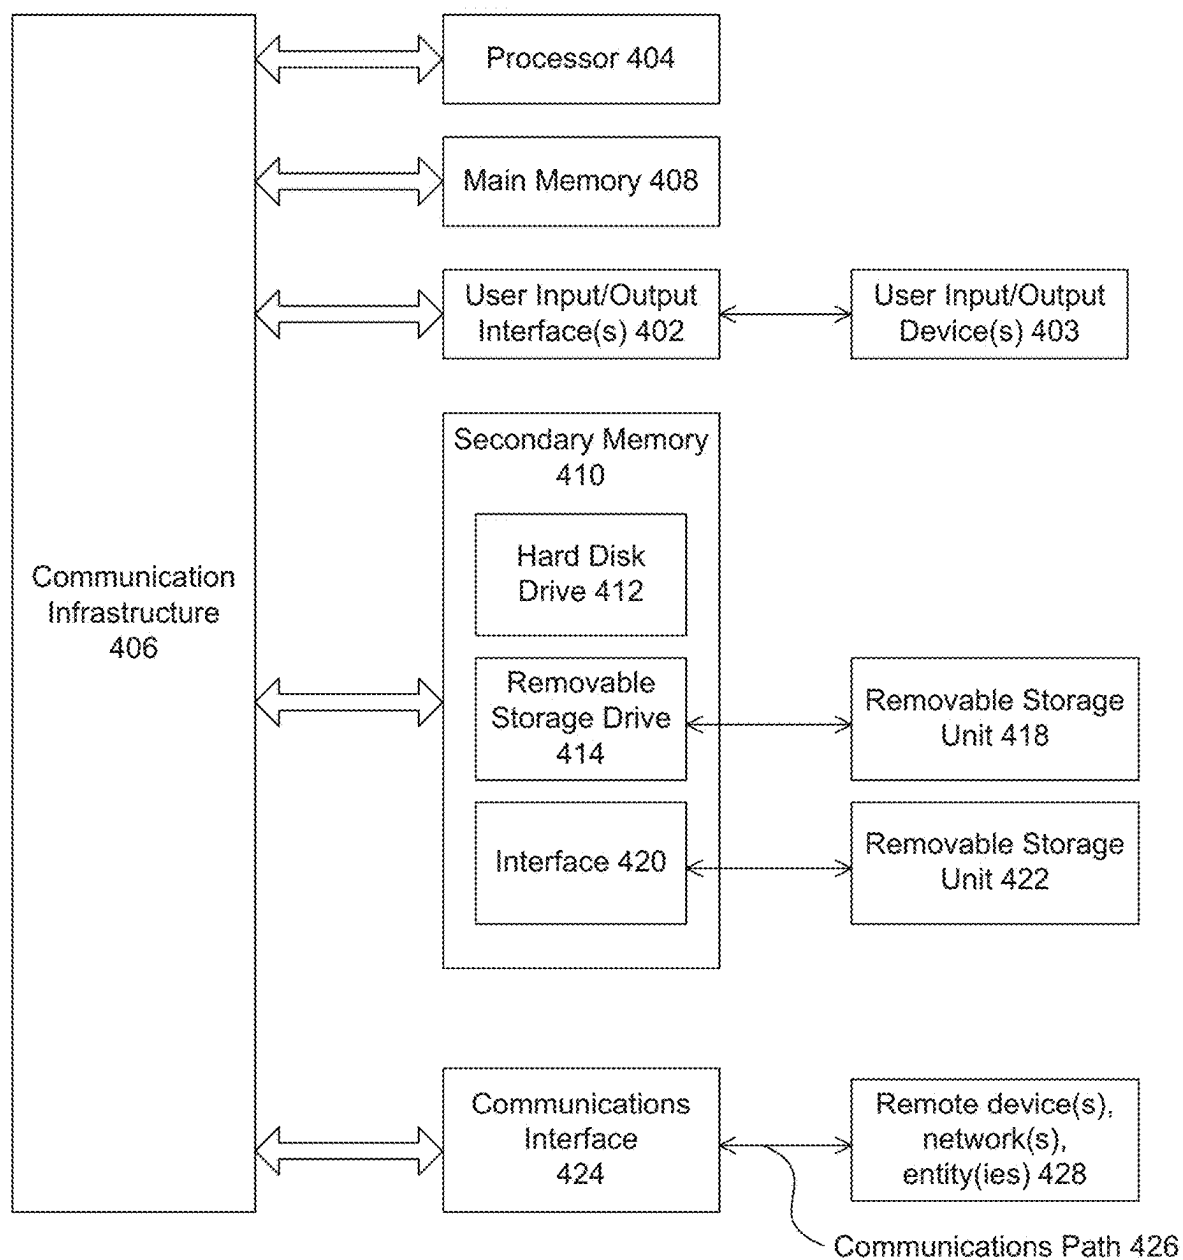 Processor 404
Main Memory 408
User Input/Output
Interface(s) 402
User Input/Output
Device(s) 403
Secondary Memory
410
Hard Disk
Drive 412
Communication
Infrastructure
406
Removable
Storage Drive
414
Removable Storage
Unit 418
Interface 420
Removable Storage
Unit 422
Communications
Interface
424
Remote device(s),
network(s),
entity(ies) 428
Communications Path 426